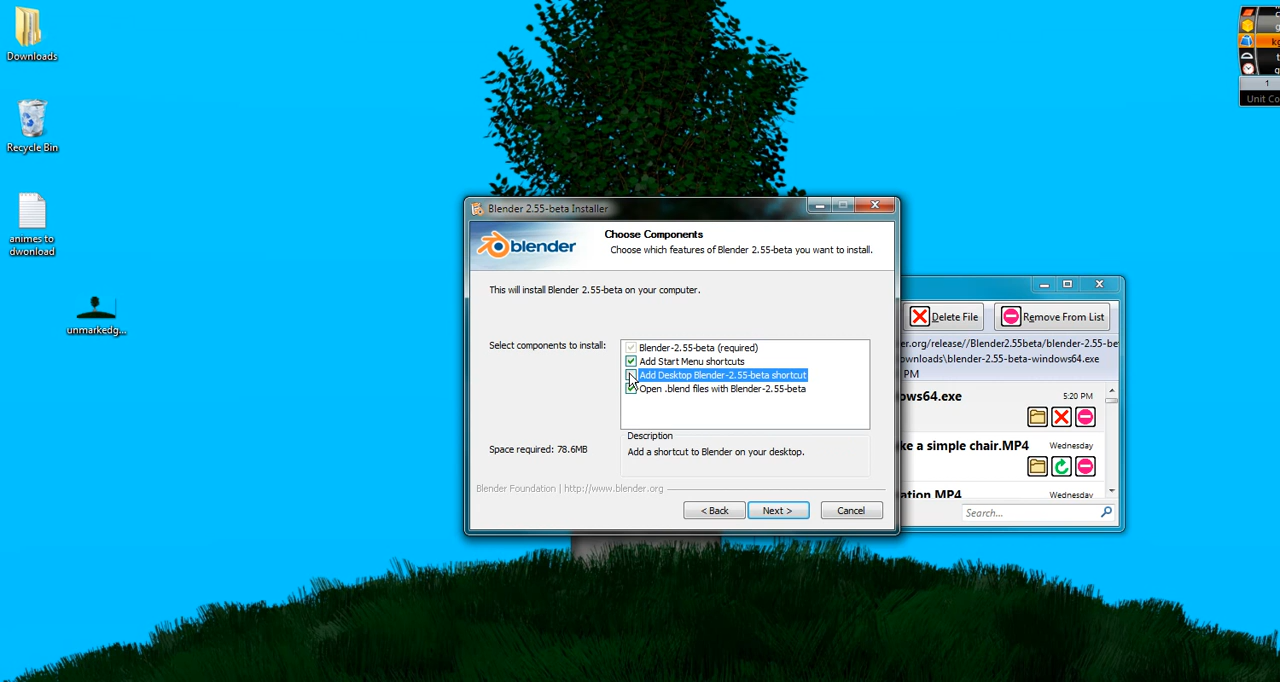 Downloads
Recycle Bin
animes to
dwonload
unmarkedg...
1
Unit Co
Blender 2.55-beta Installer
blender
Choose Components
Choose which features of Blender 2.55-beta you want to install.
This will install Blender 2.55-beta on your computer.
Select components to install:
Blender-2.55-beta (required)
Add Start Menu shortcuts
Add Desktop Blender-2.55-beta shortcut
Open .blend files with Blender-2.55-beta
Space required: 78.6MB
Description
Add a shortcut to Blender on your desktop.
Blender Foundation | http://www.blender.org
< Back
Next >
Cancel
Delete File
Remove From List
er.org/release//Blender2.55beta/blender-2.55-be
ownloads\blender-2.55-beta-windows64.exe
PM
ows64.exe
5:20 PM
ke a simple chair.MP4
Wednesday
ation MP4
Wednesday
Search...